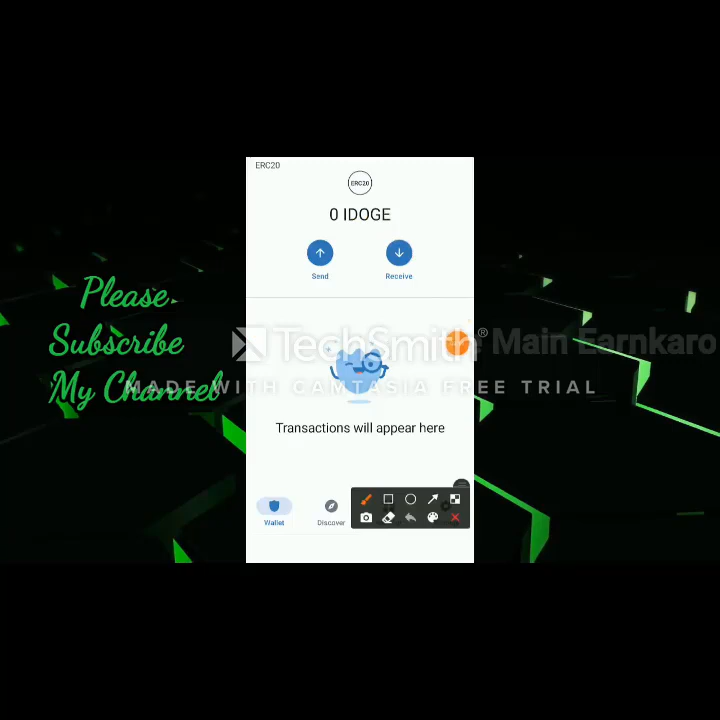 ERC20
ERC20
0 IDOGE
Send
Receive
Please
Subscribe
My Channel
TechSmith®
Main Earnkaro
MADE WITH CAMTASIA FREE TRIAL
Transactions will appear here
Wallet
Discover